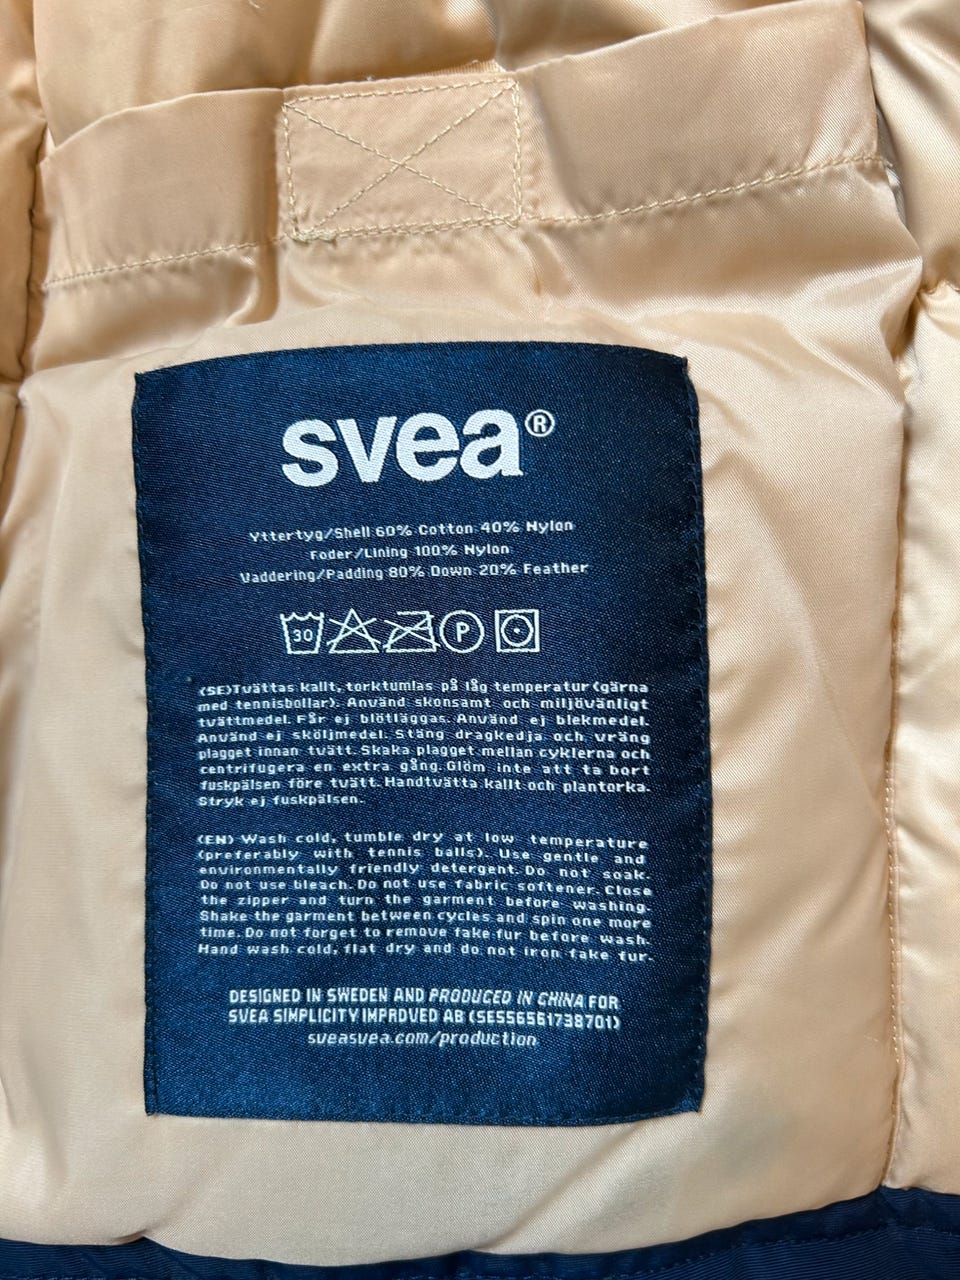 svea®
Yttertyg/Shell 60% Cotton 40% Nylon
Foder/Lining 100% Nylon
Vaddering/Padding 80% Down 20% Feather
30 P
(SE)Tvättas kallt, torktumlas på låg temperatur (gärna
med tennisbollar). Använd skonsamt och miljövänligt
tvättmedel. Får ej blötläggas. Använd ej blekmedel.
Använd ej sköljmedel. Stäng dragkedja och vräng
plagget innan tvätt. Skaka plagget mellan cyklerna och
centrifugera en extra gång. Glöm inte att ta bort
fuskpälsen före tvätt. Handtvätta kallt och plantorka.
Stryk ej fuskpälsen.
(EN) Wash cold, tumble dry at low temperature
(preferably with tennis balls). Use gentle and
environmentally friendly detergent. Do not soak.
Do not use bleach. Do not use fabric softener. Close
the zipper and turn the garment before washing.
Shake the garment between cycles and spin one more
time. Do not forget to remove fake fur before wash.
Hand wash cold, flat dry and do not iron fake fur.
DESIGNED IN SWEDEN AND PRODUCED IN CHINA FOR
SVEA SIMPLICITY IMPROVED AB (SE556561738701)
sveasvea.com/production